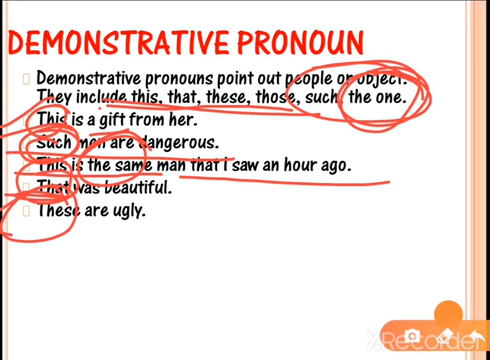 DEMONSTRATIVE PRONOUN
Demonstrative pronouns point out people or object.
They include this, that, these, those, such, the one.
This is a gift from her.
Such men are dangerous.
This is the same man that I saw an hour ago.
That was beautiful.
These are ugly.
XRecorder